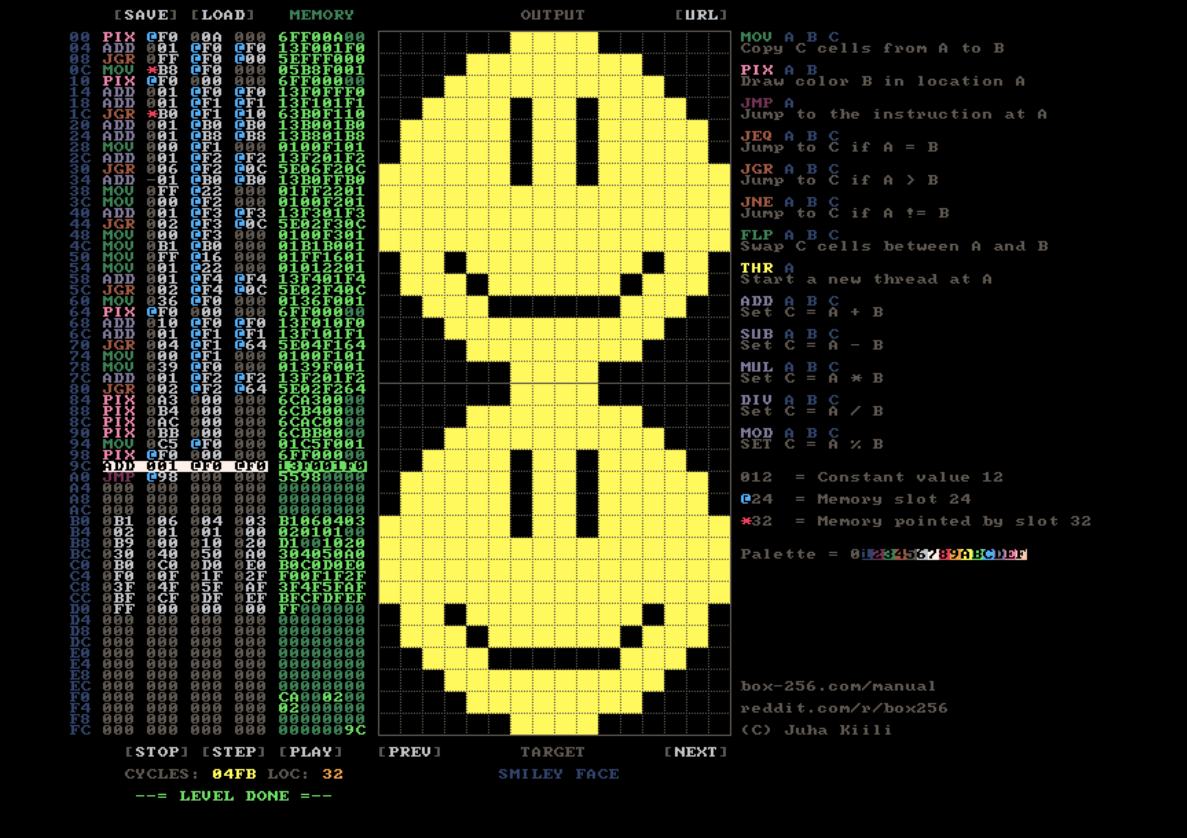 [SAVE] [LOAD] MEMORY
00 PIX @F0 00A 000 6FF00A00
04 ADD 001 @F0 @F0 13F001F0
08 JGR 0FF @F0 @00 5EFFF000
0C MOV *B8 @F0 000 05B8F001
10 PIX @F0 000 000 6FF00000
14 ADD 001 @F0 @F0 13F0FFF0
18 ADD 001 @F1 @F1 13F101F1
1C JGR *B0 @F1 @10 63B0F110
20 ADD 001 @B0 @B0 13B001B0
24 ADD 001 @B8 @B8 13B801B8
28 MOV 000 @F1 000 0100F101
2C ADD 001 @F2 @F2 13F201F2
30 JGR 006 @F2 @0C 5E06F20C
34 ADD 001 @B0 @B0 13B0FFB0
38 MOV 0FF @22 000 01FF2201
3C MOV 000 @F2 000 0100F201
40 ADD 001 @F3 @F3 13F301F3
44 JGR 002 @F3 @0C 5E02F30C
48 MOV 000 @F3 000 0100F301
4C MOV 0B1 @B0 000 01B1B001
50 MOV 0FF @16 000 01FF1601
54 MOV 001 @22 000 01012201
58 ADD 001 @F4 @F4 13F401F4
5C JGR 002 @F4 @0C 5E02F40C
60 MOV 036 @F0 000 0136F001
64 PIX @F0 000 000 6FF00000
68 ADD 010 @F0 @F0 13F010F0
6C ADD 001 @F1 @F1 13F101F1
70 JGR 004 @F1 @64 5E04F164
74 MOV 000 @F1 000 0100F101
78 MOV 039 @F0 000 0139F001
7C ADD 001 @F2 @F2 13F201F2
80 JGR 002 @F2 @64 5E02F264
84 PIX 0A3 000 000 6CA30000
88 PIX 0B4 000 000 6CB40000
8C PIX 0AC 000 000 6CAC0000
90 PIX 0BB 000 000 6CBB0000
94 MOV 0C5 @F0 000 01C5F001
98 PIX @F0 000 000 6FF00000
9C ADD 001 @F0 @F0 13F001F0
A0 JMP @98 000 000 55980000
A4 000 000 000 000 00000000
A8 000 000 000 000 00000000
AC 000 000 000 000 00000000
B0 0B1 006 004 003 B1060403
B4 002 001 001 000 02010100
B8 0B9 000 010 020 D1001020
BC 030 040 050 0A0 304050A0
C0 0B0 0C0 0D0 0E0 B0C0D0E0
C4 0F0 00F 01F 02F F00F1F2F
C8 03F 04F 05F 0AF 3F4F5FAF
CC 0BF 0CF 0DF 0EF BFCFDFEF
D0 0FF 000 000 000 FF000000
D4 000 000 000 000 00000000
D8 000 000 000 000 00000000
DC 000 000 000 000 00000000
E0 000 000 000 000 00000000
E4 000 000 000 000 00000000
E8 000 000 000 000 00000000
EC 000 000 000 000 00000000
F0 000 000 000 000 CA000200
F4 000 000 000 000 02000000
F8 000 000 000 000 00000000
FC 000 000 000 000 0000009C
[STOP] [STEP] [PLAY]
CYCLES: 04FB LOC: 32
--= LEVEL DONE =--
OUTPUT [URL]
[PREV] TARGET [NEXT]
SMILEY FACE
MOV A B C
Copy C cells from A to B
PIX A B
Draw color B in location A
JMP A
Jump to the instruction at A
JEQ A B C
Jump to C if A = B
JGR A B C
Jump to C if A > B
JNE A B C
Jump to C if A != B
FLP A B C
Swap C cells between A and B
THR A
Start a new thread at A
ADD A B C
Set C = A + B
SUB A B C
Set C = A - B
MUL A B C
Set C = A * B
DIV A B C
Set C = A / B
MOD A B C
SET C = A % B
012 = Constant value 12
@24 = Memory slot 24
*32 = Memory pointed by slot 32
Palette = 0123456789ABCDEF
box-256.com/manual
reddit.com/r/box256
(C) Juha Kiili